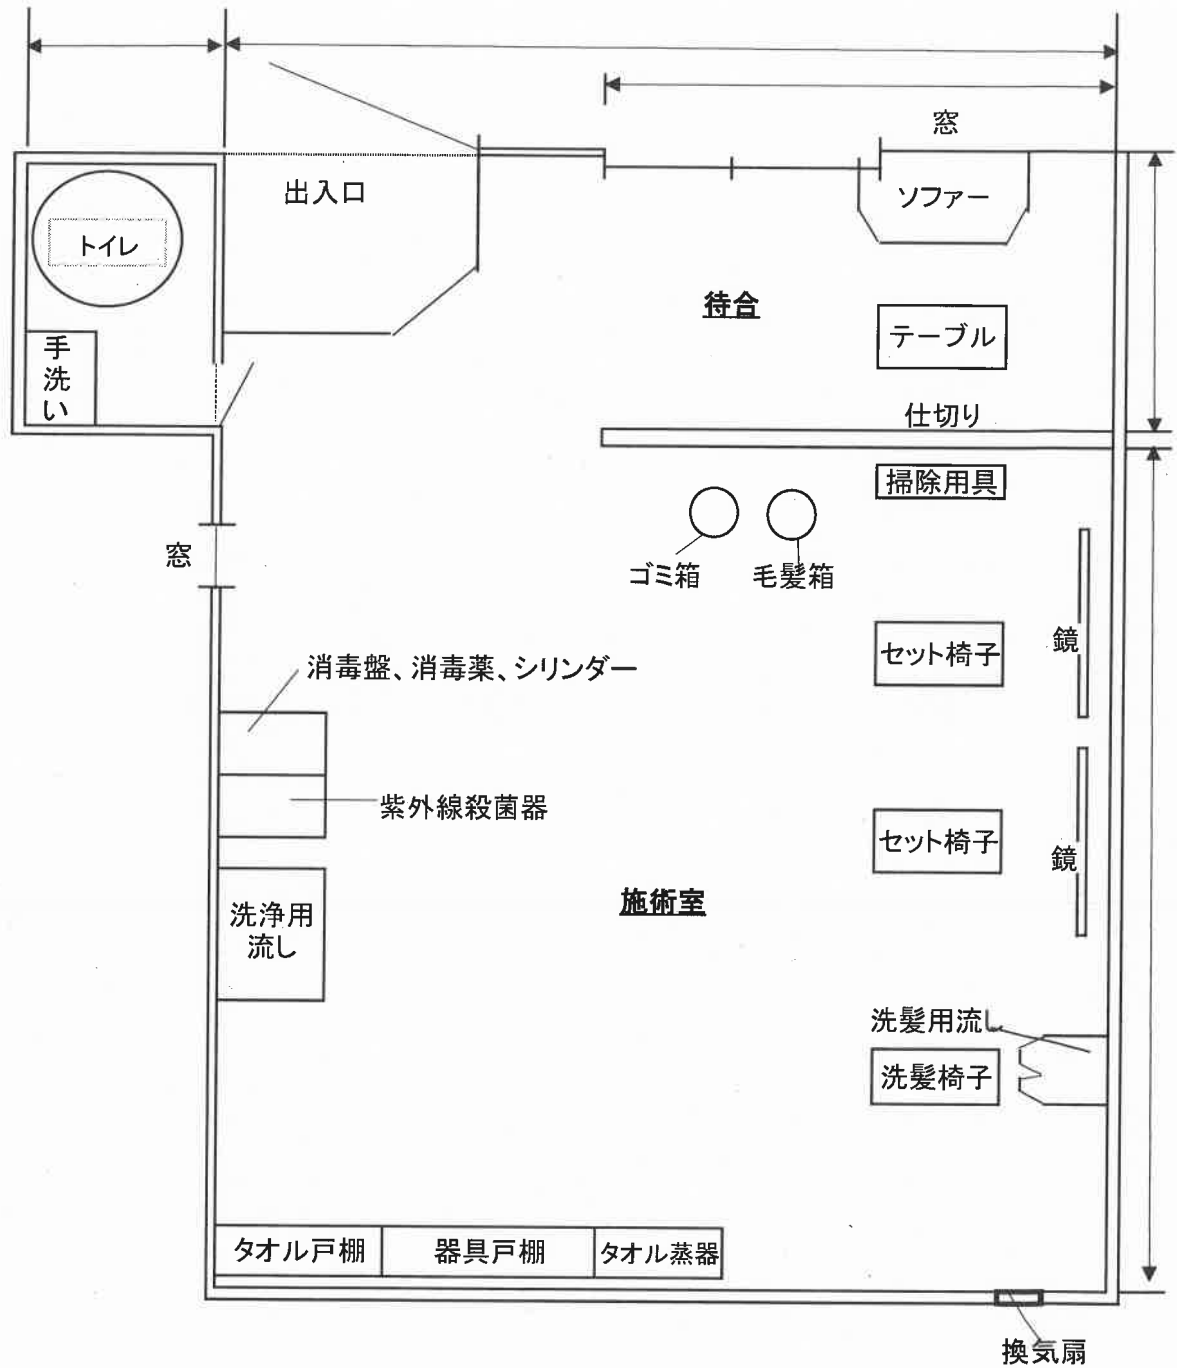 窓
出入口
ソファー
トイレ
待合
テーブル
手
洗
い
仕切り
掃除用具
窓
ゴミ箱
毛髪箱
セット椅子
鏡
消毒盤、消毒薬、シリンダー
紫外線殺菌器
セット椅子
鏡
施術室
洗浄用
流し
洗髪用流し
洗髪椅子
タオル戸棚
器具戸棚
タオル蒸器
換気扇